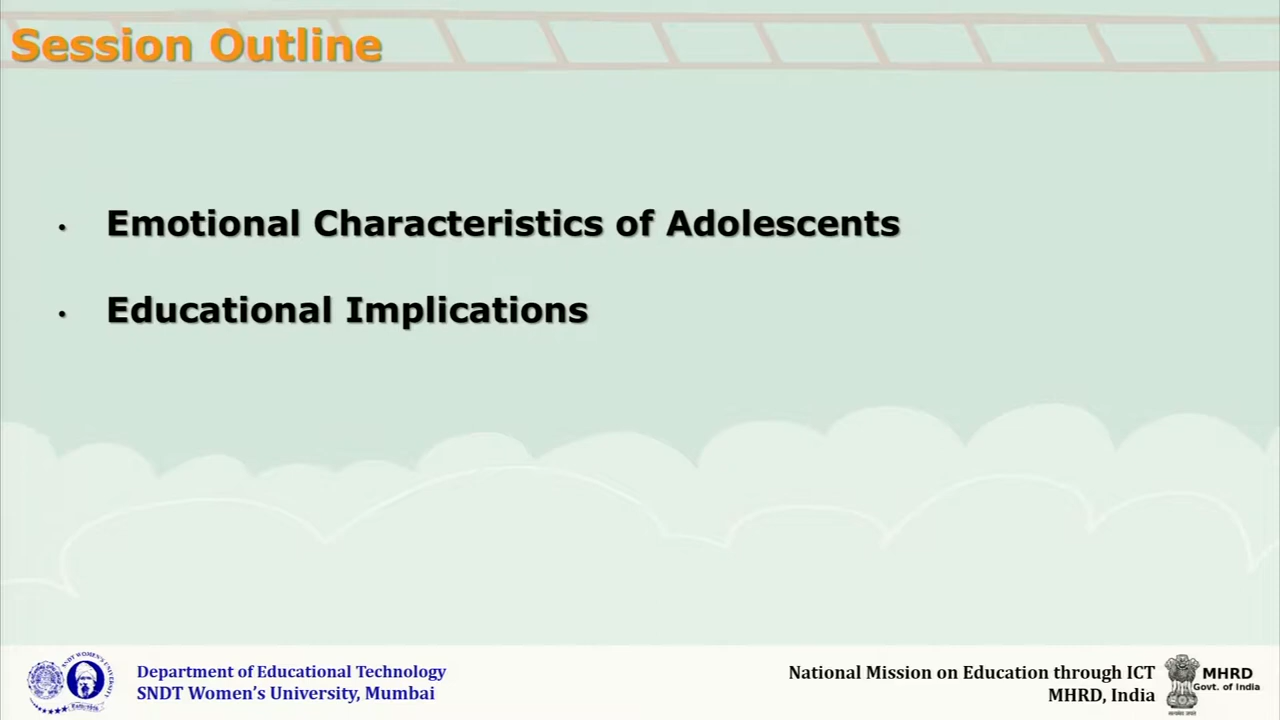 Session Outline
• Emotional Characteristics of Adolescents
• Educational Implications
Department of Educational Technology
SNDT Women's University, Mumbai
National Mission on Education through ICT
MHRD, India
MHRD
Govt. of India